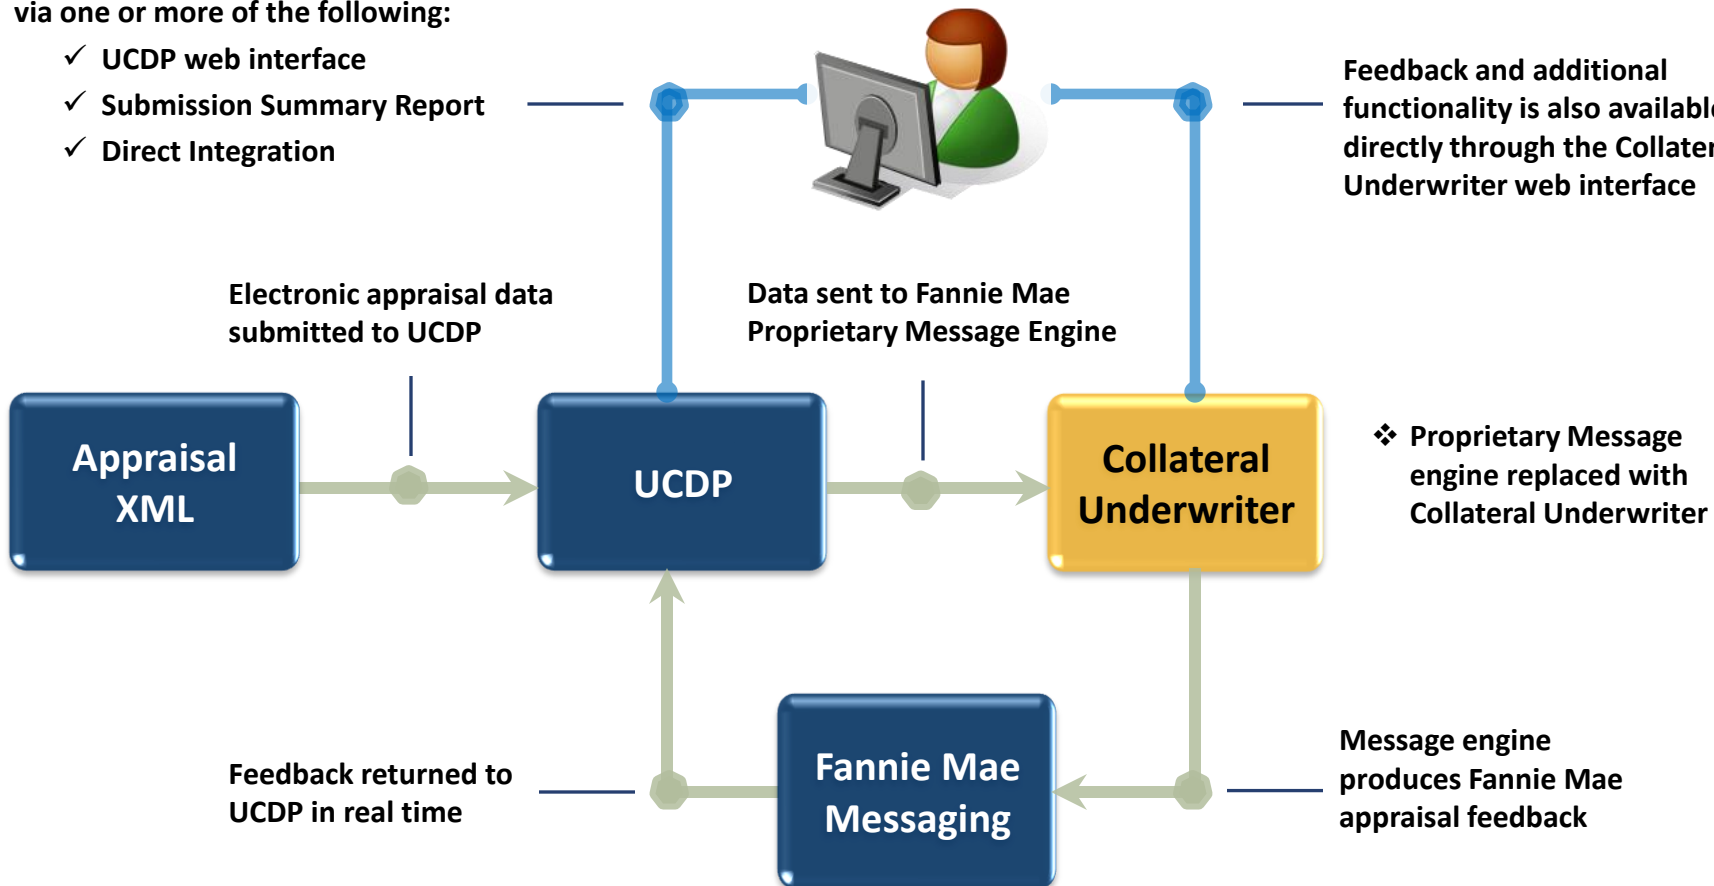 via one or more of the following:
✓ UCDP web interface
✓ Submission Summary Report
✓ Direct Integration
Feedback and additional
functionality is also available
directly through the Collater
Underwriter web interface
Electronic appraisal data
submitted to UCDP
Data sent to Fannie Mae
Proprietary Message Engine
Appraisal
XML
UCDP
Collateral
Underwriter
❖ Proprietary Message
engine replaced with
Collateral Underwriter
Feedback returned to
UCDP in real time
Fannie Mae
Messaging
Message engine
produces Fannie Mae
appraisal feedback